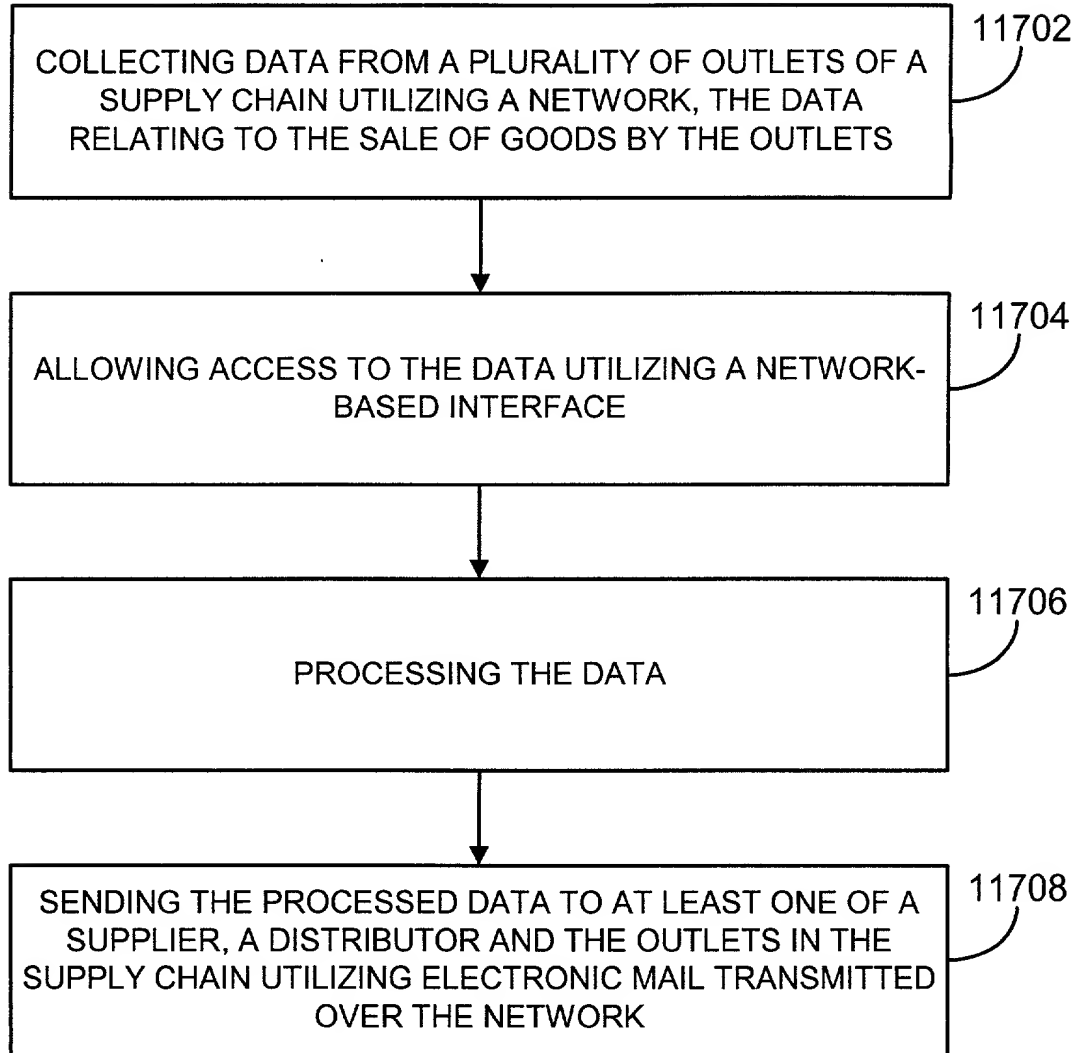 11702
COLLECTING DATA FROM A PLURALITY OF OUTLETS OF A
SUPPLY CHAIN UTILIZING A NETWORK, THE DATA
RELATING TO THE SALE OF GOODS BY THE OUTLETS
11704
ALLOWING ACCESS TO THE DATA UTILIZING A NETWORK-
BASED INTERFACE
11706
PROCESSING THE DATA
11708
SENDING THE PROCESSED DATA TO AT LEAST ONE OF A
SUPPLIER, A DISTRIBUTOR AND THE OUTLETS IN THE
SUPPLY CHAIN UTILIZING ELECTRONIC MAIL TRANSMITTED
OVER THE NETWORK